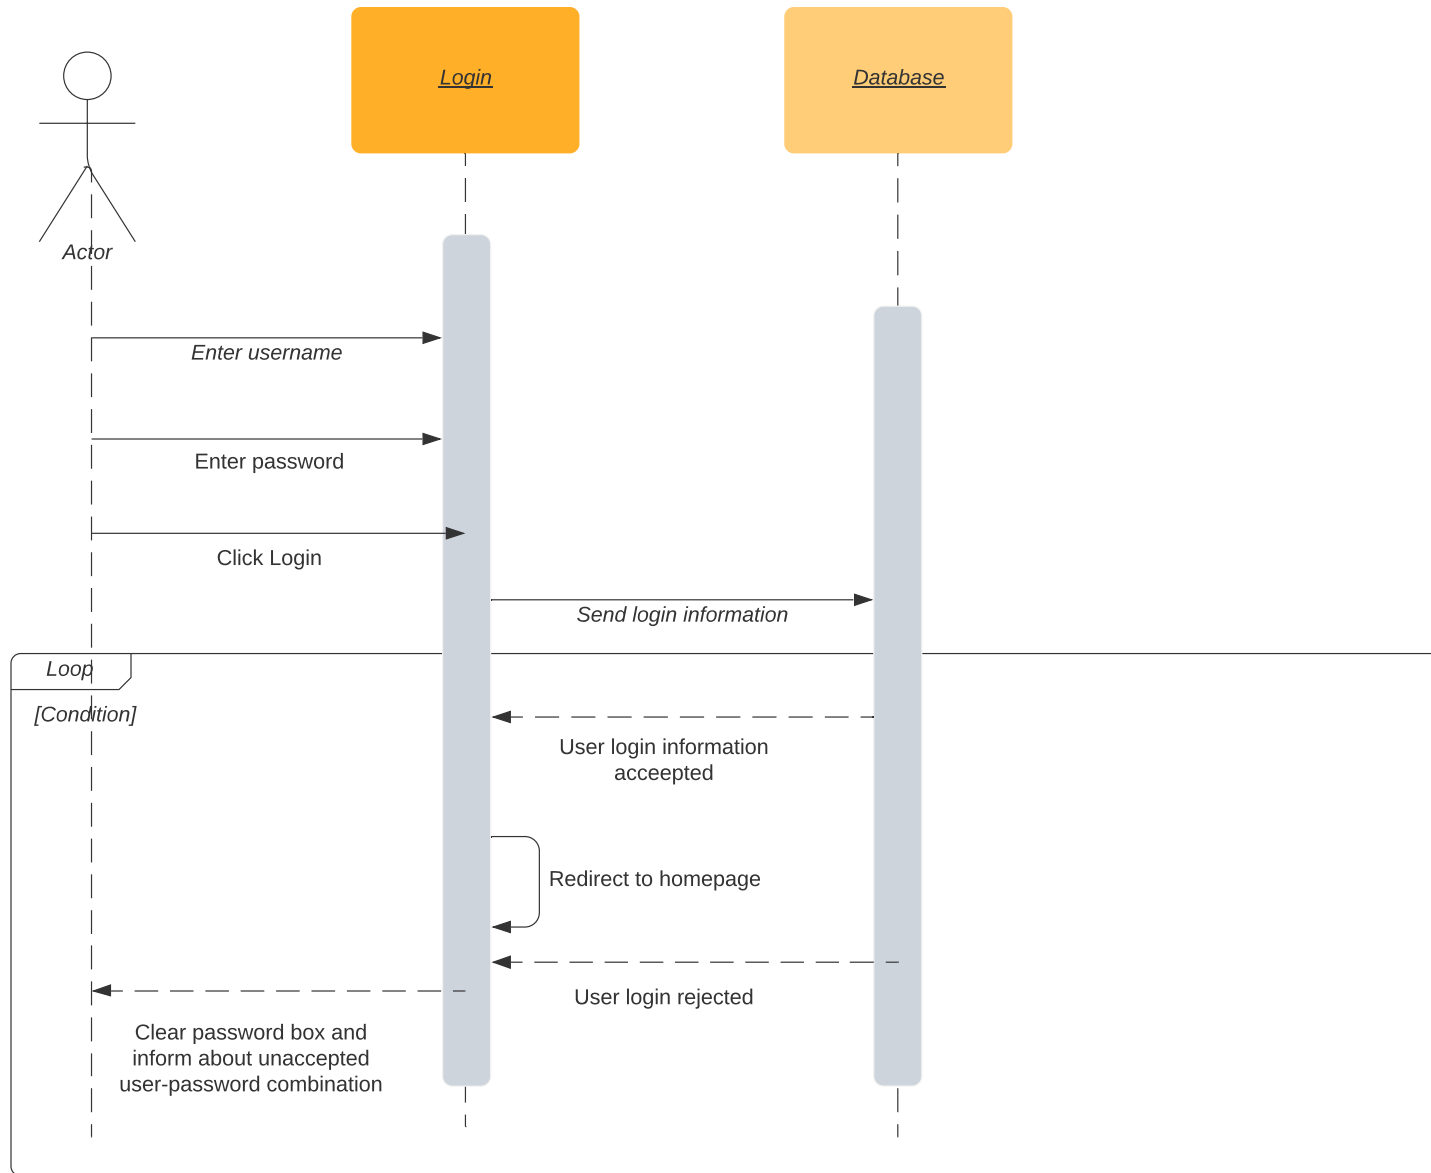 Login
Database
Actor
Enter username
Enter password
Click Login
Send login information
Loop
[Condition]
User login information
acceepted
Redirect to homepage
User login rejected
Clear password box and
inform about unaccepted
user-password combination